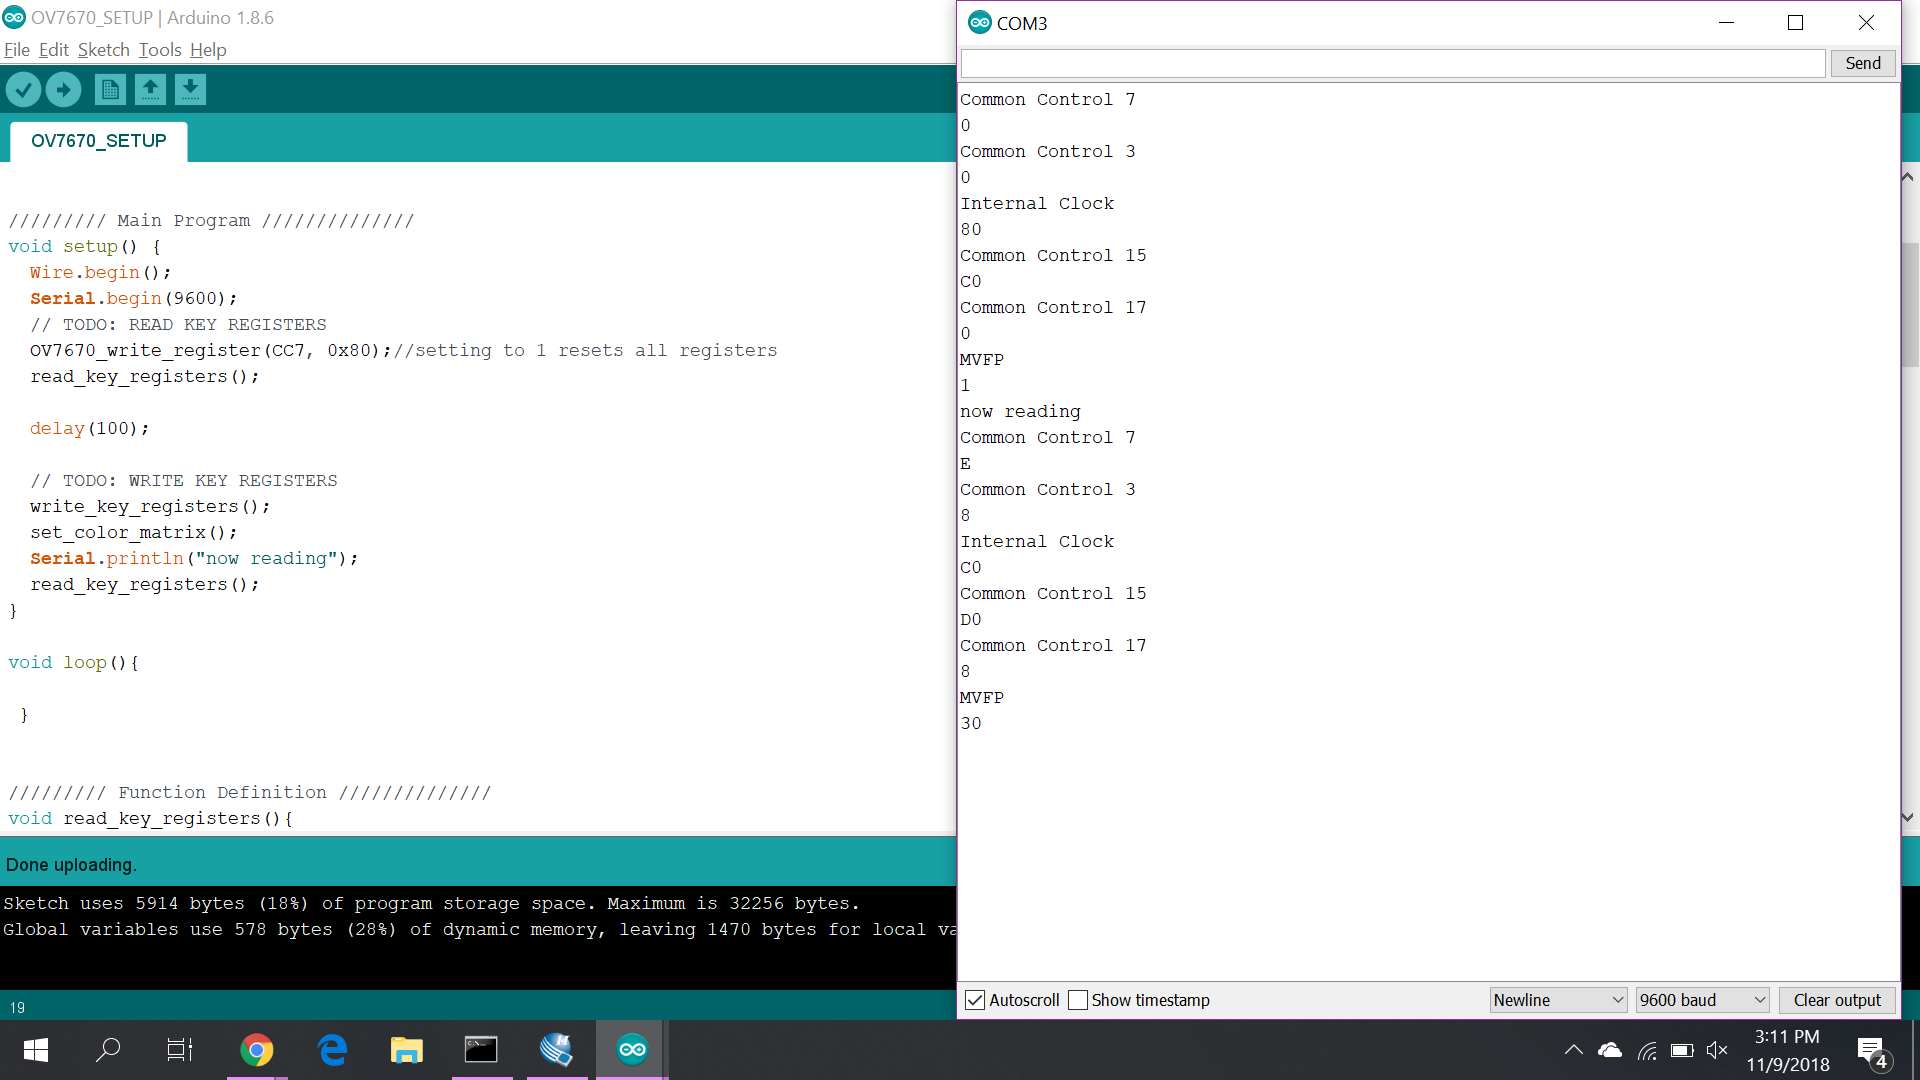 OV7670_SETUP | Arduino 1.8.6
File Edit Sketch Tools Help
OV7670_SETUP
///////// Main Program //////////////
void setup() {
  Wire.begin();
  Serial.begin(9600);
  // TODO: READ KEY REGISTERS
  OV7670_write_register(CC7, 0x80);//setting to 1 resets all registers
  read_key_registers();
  delay(100);
  // TODO: WRITE KEY REGISTERS
  write_key_registers();
  set_color_matrix();
  Serial.println("now reading");
  read_key_registers();
}
void loop(){
 }
///////// Function Definition //////////////
void read_key_registers(){
Done uploading.
Sketch uses 5914 bytes (18%) of program storage space. Maximum is 32256 bytes.
Global variables use 578 bytes (28%) of dynamic memory, leaving 1470 bytes for local va
19
COM3
Send
Common Control 7
0
Common Control 3
0
Internal Clock
80
Common Control 15
C0
Common Control 17
0
MVFP
1
now reading
Common Control 7
E
Common Control 3
8
Internal Clock
C0
Common Control 15
D0
Common Control 17
8
MVFP
30
Autoscroll Show timestamp Newline 9600 baud Clear output
3:11 PM
11/9/2018
4